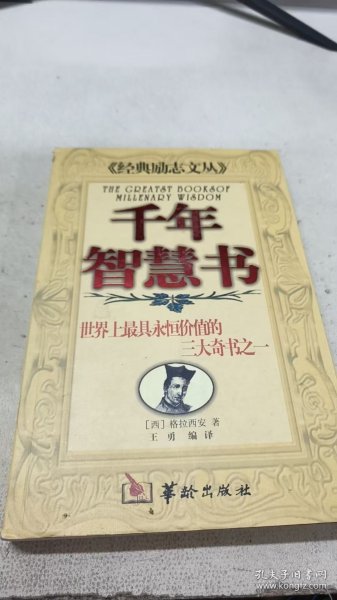 《经典励志文丛》
THE GREATST BOOKSOF
MILLENARY WISDOM
千年
智慧书
世界上最具永恒价值的
三大奇书之一
[西] 格拉西安 著
王勇 编译
华龄出版社
孔夫子旧书网